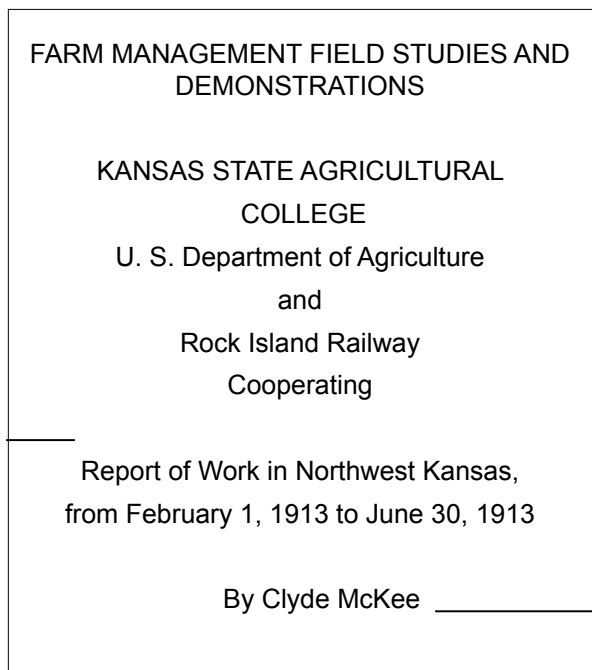 FARM MANAGEMENT FIELD STUDIES AND
DEMONSTRATIONS
KANSAS STATE AGRICULTURAL
COLLEGE
U. S. Department of Agriculture
and
Rock Island Railway
Cooperating
Report of Work in Northwest Kansas,
from February 1, 1913 to June 30, 1913
By Clyde McKee